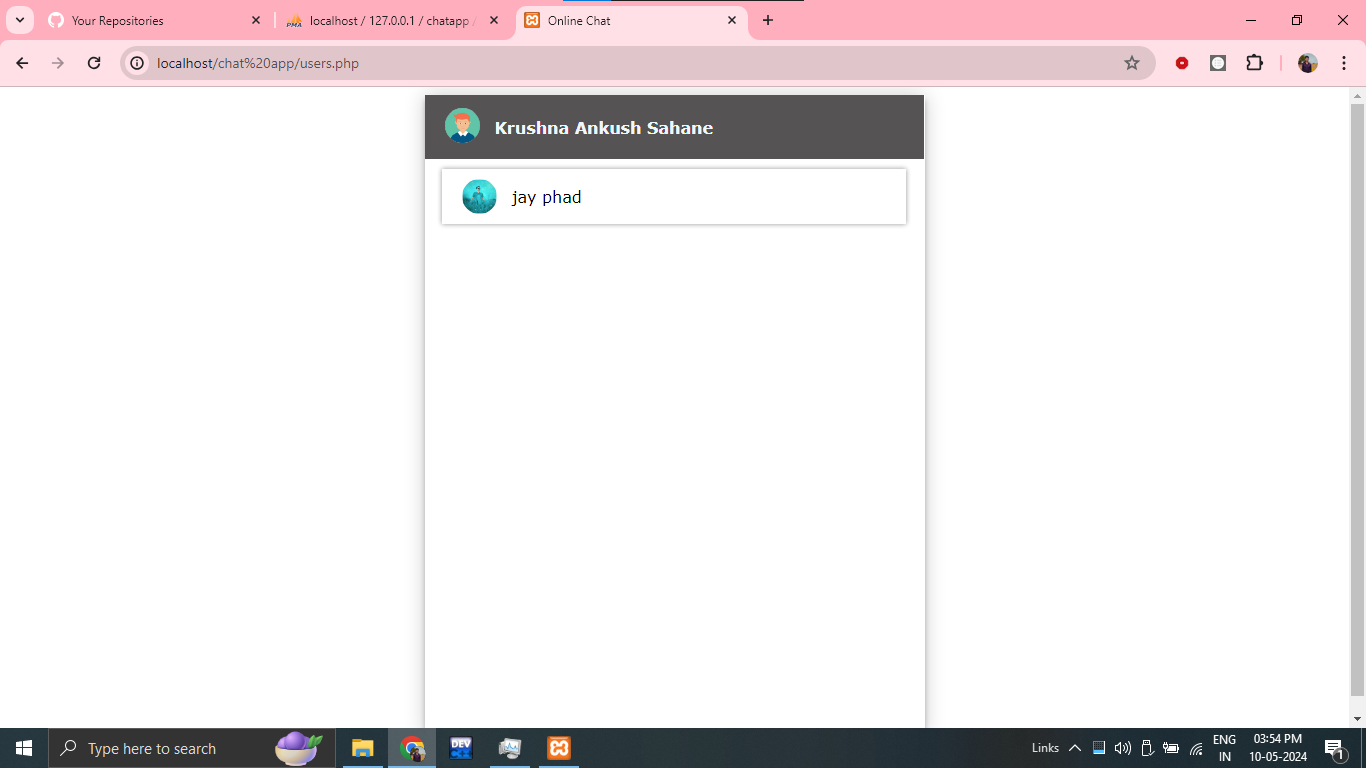 Your Repositories
localhost / 127.0.0.1 / chatapp /
Online Chat
localhost/chat%20app/users.php
Krushna Ankush Sahane
jay phad
Type here to search
DEV
Links
ENG
IN
03:54 PM
10-05-2024
1